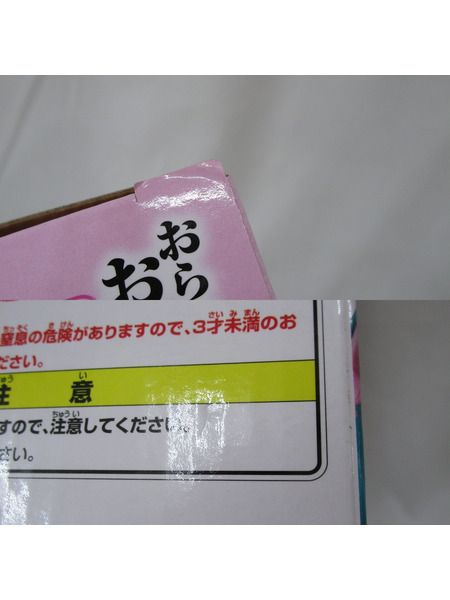 おら
お
窒息の危険がありますので、3才未満のお
ださい。
注意
すので、注意してください。
さい。